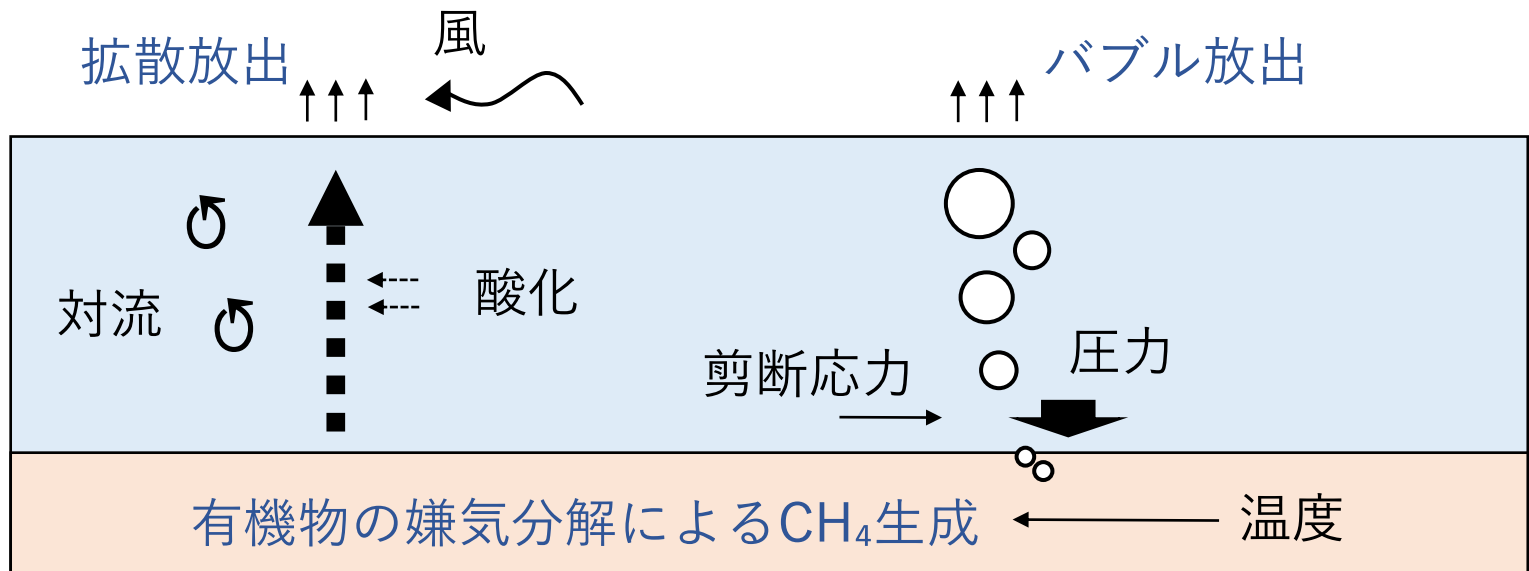 風
拡散放出
バブル放出
対流
酸化
剪断応力
圧力
有機物の嫌気分解によるCH₄生成
温度